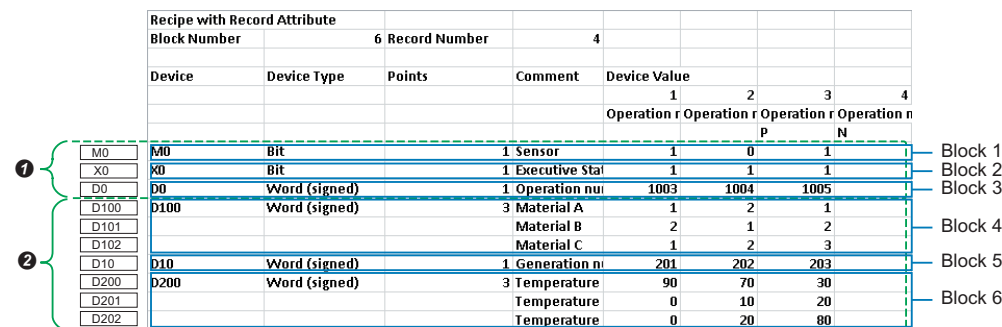 Recipe with Record Attribute
Block Number 6 Record Number 4
Device Device Type Points Comment Device Value
1 2 3 4
Operation r Operation r Operation r Operation n
P N
1 M0 M0 Bit 1 Sensor 1 0 1 Block 1
X0 X0 Bit 1 Executive Stat 1 1 1 Block 2
D0 D0 Word (signed) 1 Operation nur 1003 1004 1005 Block 3
D100 D100 Word (signed) 3 Material A 1 2 1
D101 Material B 2 1 2 Block 4
D102 Material C 1 2 3
2 D10 D10 Word (signed) 1 Generation n 201 202 203 Block 5
D200 D200 Word (signed) 3 Temperature 90 70 30
D201 Temperature 0 10 20 Block 6
D202 Temperature 0 20 80